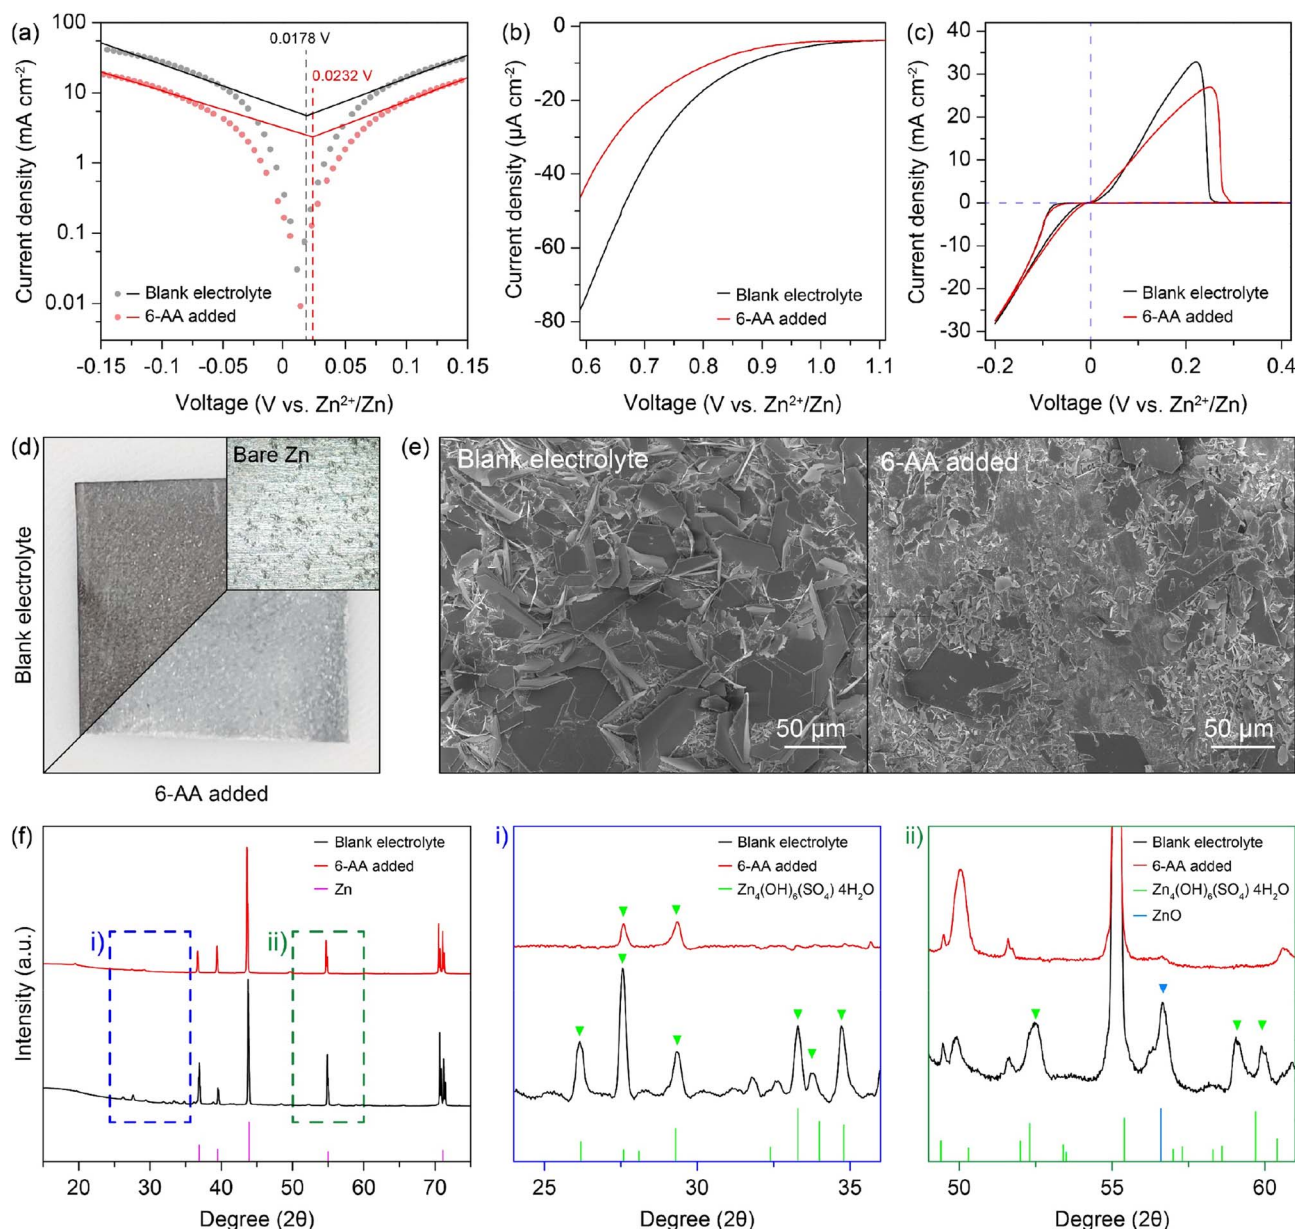 (a)
100
10
1
0.1
0.01
Current density (mA cm⁻²)
0.0178 V
0.0232 V
Blank electrolyte
6-AA added
-0.15 -0.1 -0.05 0 0.05 0.10 0.15
Voltage (V vs. Zn²⁺/Zn)
(b)
0
-20
-40
-60
-80
Current density (µA cm⁻²)
Blank electrolyte
6-AA added
0.6 0.7 0.8 0.9 1.0 1.1
Voltage (V vs. Zn²⁺/Zn)
(c)
40
30
20
10
0
-10
-20
-30
Current density (mA cm⁻²)
Blank electrolyte
6-AA added
-0.2 0 0.2 0.4
Voltage (V vs. Zn²⁺/Zn)
(d)
Bare Zn
Blank electrolyte
6-AA added
(e)
Blank electrolyte
50 µm
6-AA added
50 µm
(f)
Blank electrolyte
6-AA added
Zn
i)
ii)
Intensity (a.u.)
15 25 35 45 55 65 75
Degree (2θ)
i)
Blank electrolyte
6-AA added
Zn₄(OH)₆(SO₄) 4H₂O
25 30 35
Degree (2θ)
ii)
Blank electrolyte
6-AA added
Zn₄(OH)₆(SO₄) 4H₂O
ZnO
50 55 60
Degree (2θ)